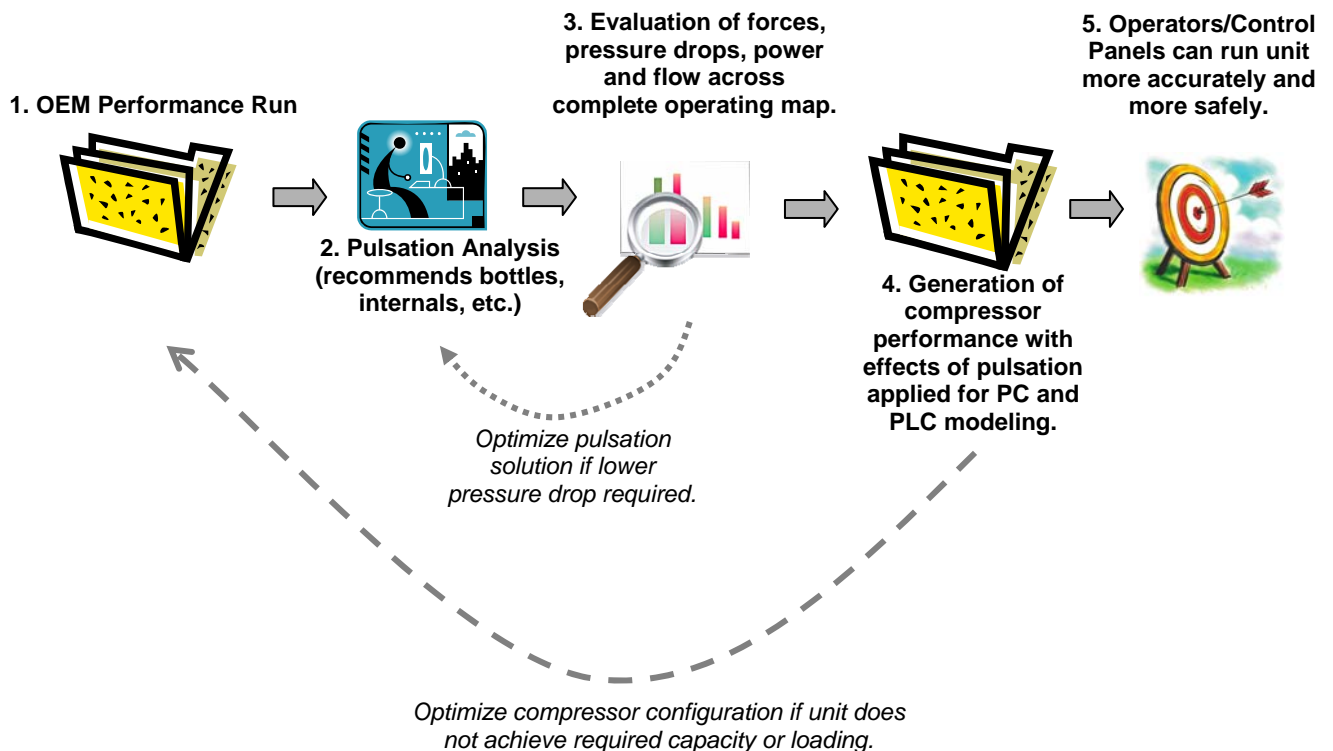 1. OEM Performance Run
2. Pulsation Analysis
(recommends bottles,
internals, etc.)
3. Evaluation of forces,
pressure drops, power
and flow across
complete operating map.
4. Generation of
compressor
performance with
effects of pulsation
applied for PC and
PLC modeling.
5. Operators/Control
Panels can run unit
more accurately and
more safely.
Optimize pulsation
solution if lower
pressure drop required.
Optimize compressor configuration if unit does
not achieve required capacity or loading.